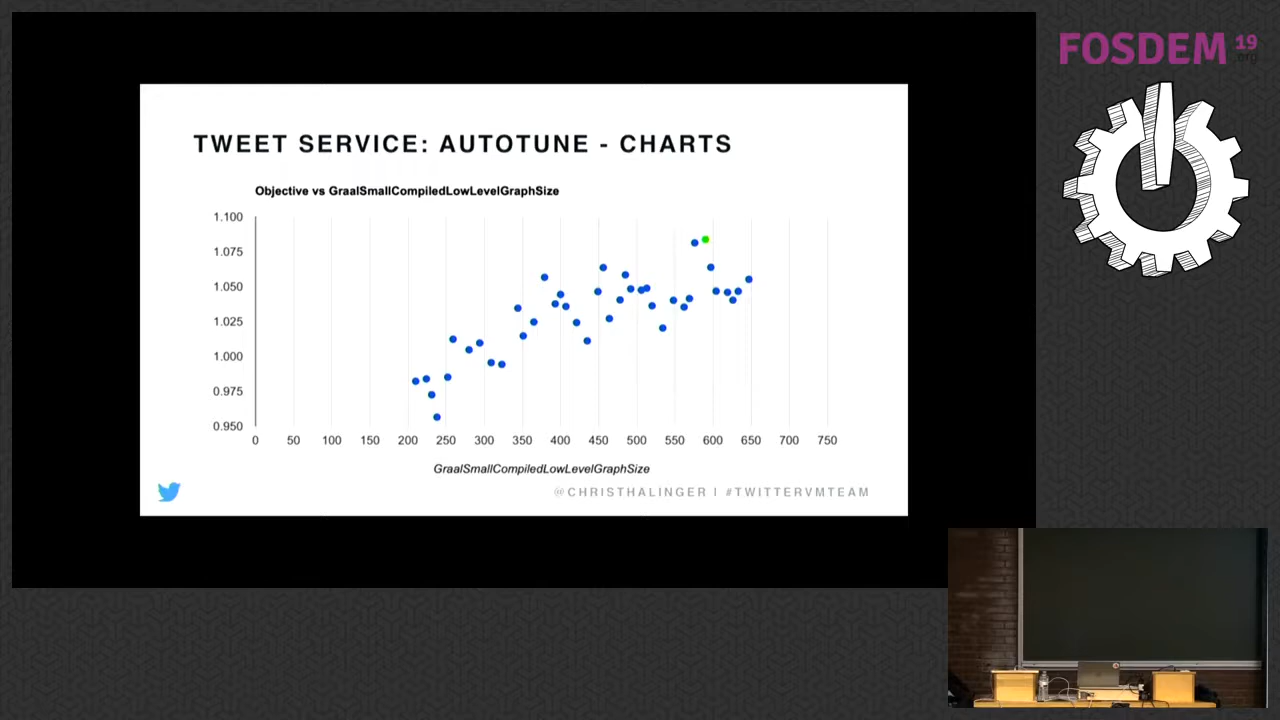 FOSDEM 19
.org
TWEET SERVICE: AUTOTUNE - CHARTS
Objective vs GraalSmallCompiledLowLevelGraphSize
1.100
1.075
1.050
1.025
1.000
0.975
0.950
0 50 100 150 200 250 300 350 400 450 500 550 600 650 700 750
GraalSmallCompiledLowLevelGraphSize
@CHRISTHALINGER | #TWITTERVMTEAM